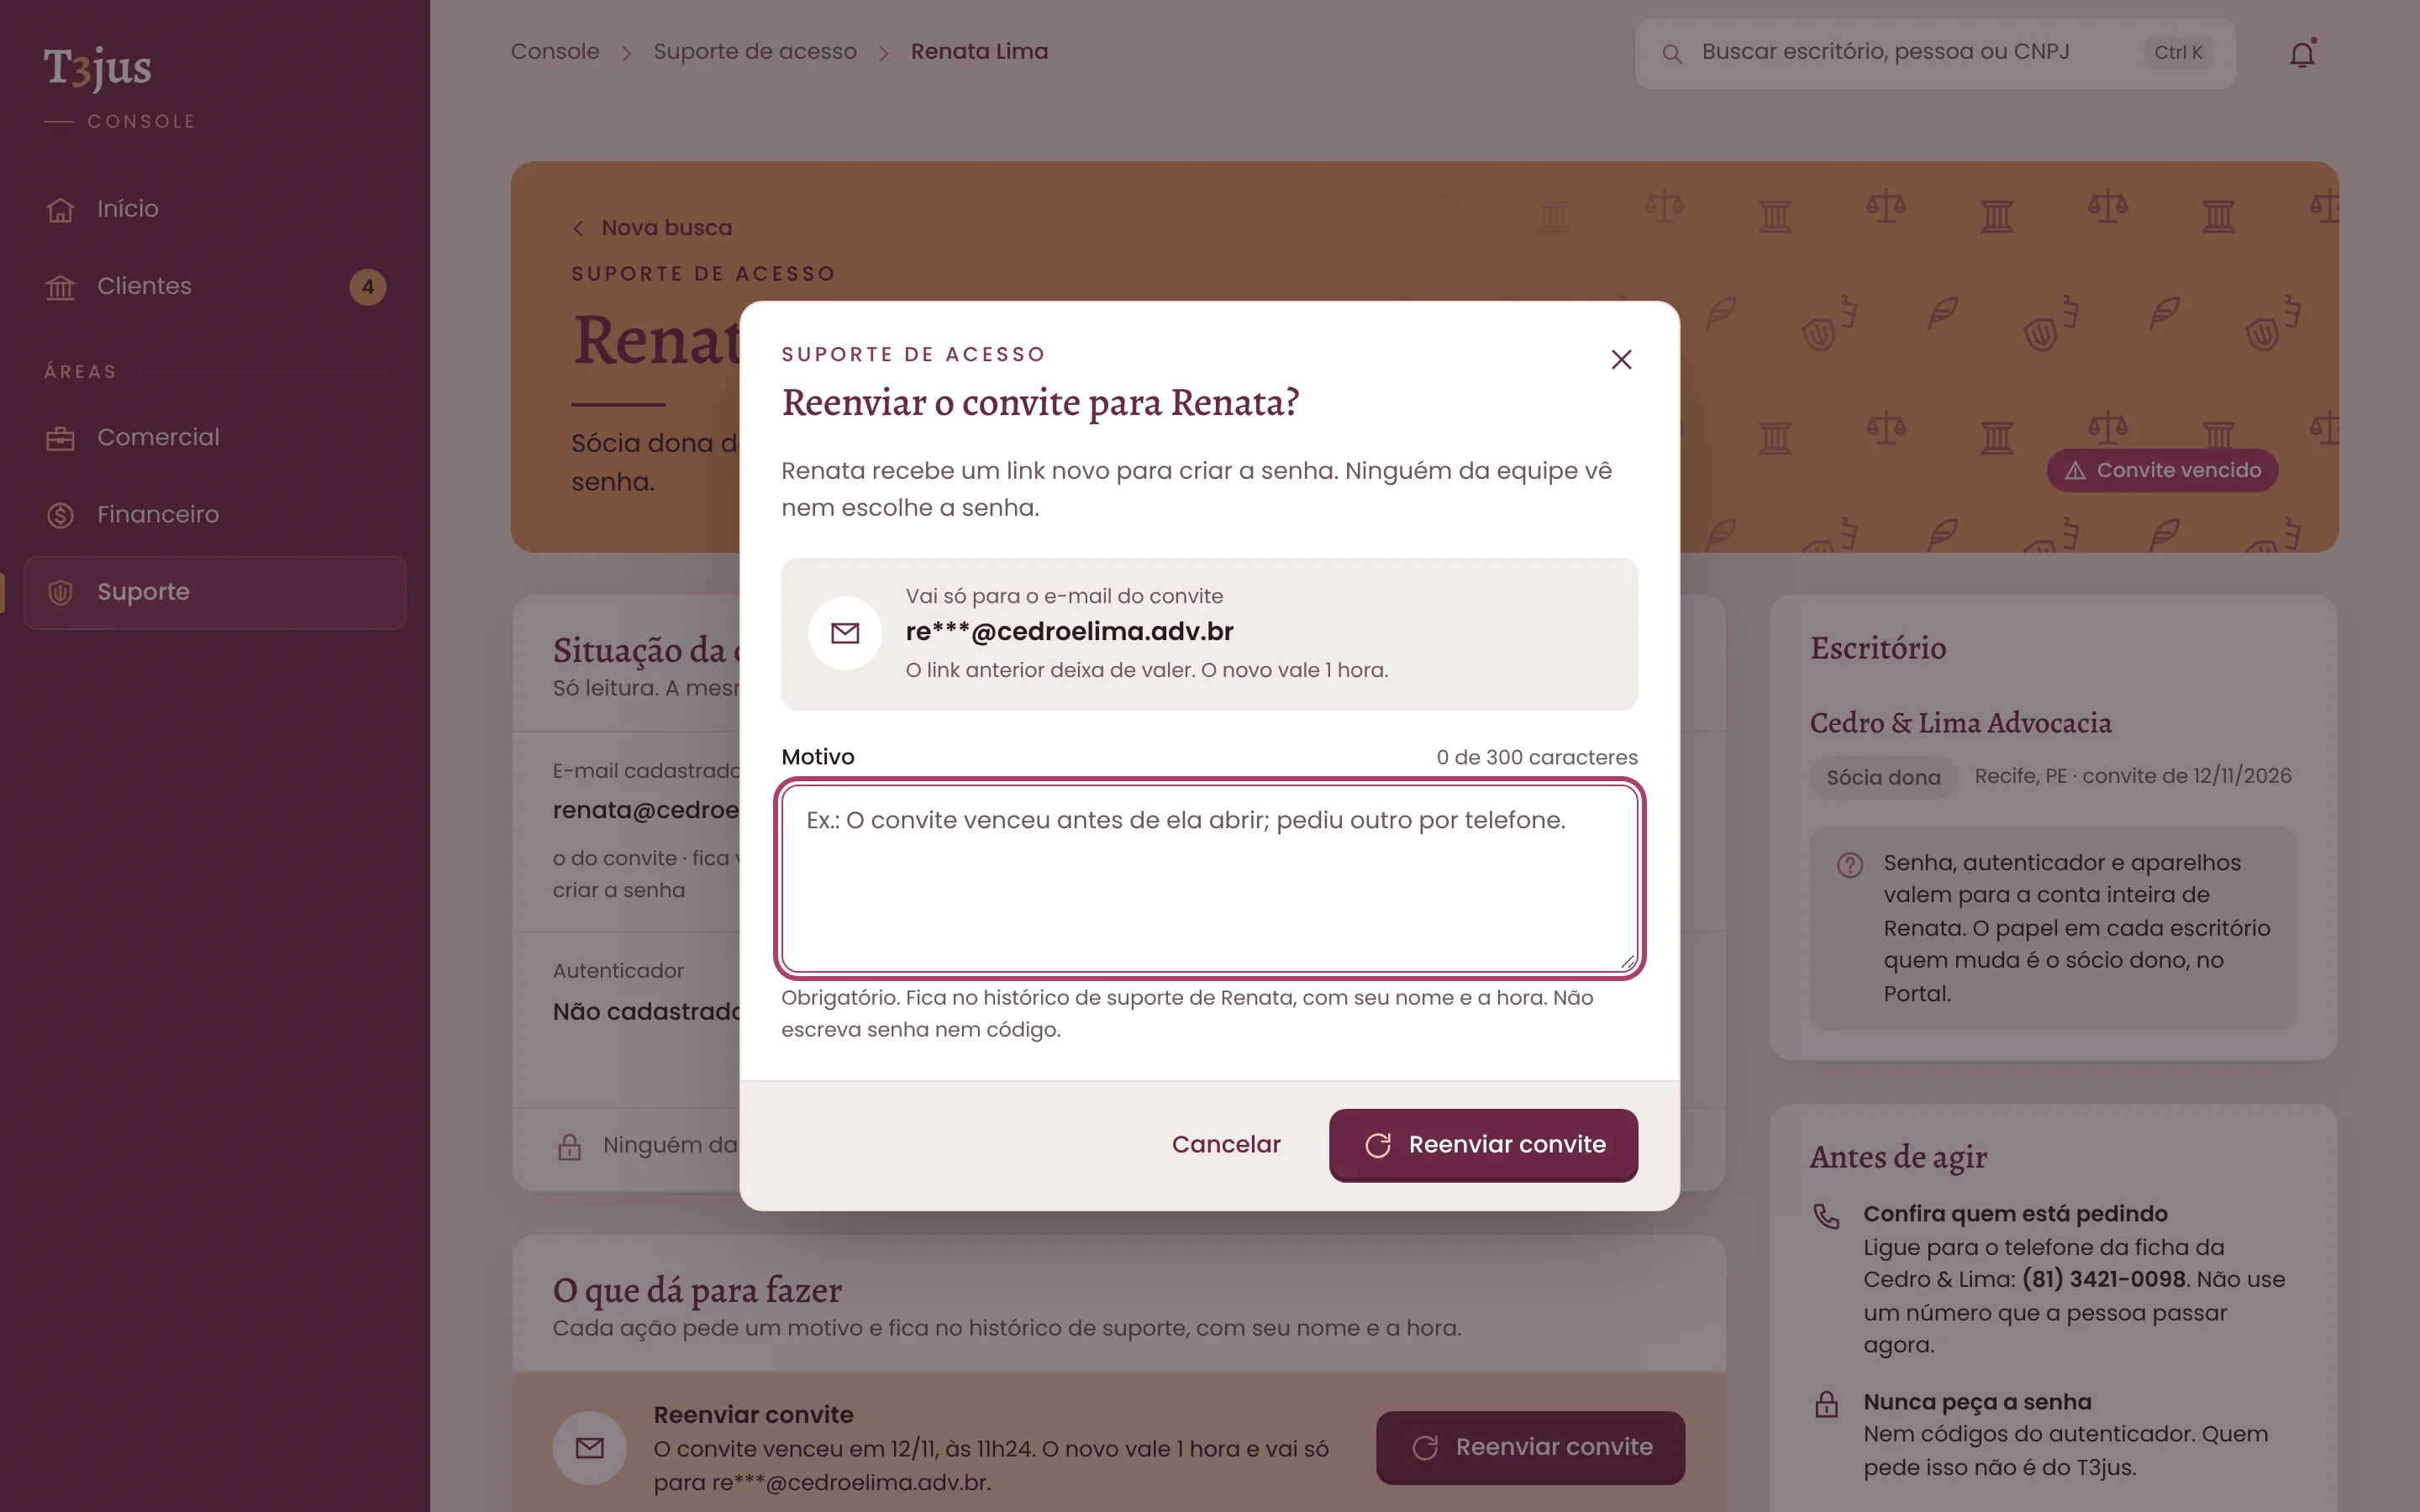 T3jus
CONSOLE
Início
Clientes
4
ÁREAS
Comercial
Financeiro
Suporte
Console > Suporte de acesso > Renata Lima
Buscar escritório, pessoa ou CNPJ
Ctrl K
Nova busca
SUPORTE DE ACESSO
Renat
Sócia dona d
senha.
Convite vencido
SUPORTE DE ACESSO
Reenviar o convite para Renata?
Renata recebe um link novo para criar a senha. Ninguém da equipe vê
nem escolhe a senha.
Vai só para o e-mail do convite
re***@cedroelima.adv.br
O link anterior deixa de valer. O novo vale 1 hora.
Motivo
0 de 300 caracteres
Ex.: O convite venceu antes de ela abrir; pediu outro por telefone.
Obrigatório. Fica no histórico de suporte de Renata, com seu nome e a hora. Não
escreva senha nem código.
Cancelar
Reenviar convite
Situação da
Só leitura. A mesr
E-mail cadastrado
renata@cedroe
o do convite · fica
criar a senha
Autenticador
Não cadastrado
Ninguém da
O que dá para fazer
Cada ação pede um motivo e fica no histórico de suporte, com seu nome e a hora.
Reenviar convite
O convite venceu em 12/11, às 11h24. O novo vale 1 hora e vai só
para re***@cedroelima.adv.br.
Reenviar convite
Escritório
Cedro & Lima Advocacia
Sócia dona
Recife, PE · convite de 12/11/2026
Senha, autenticador e aparelhos
valem para a conta inteira de
Renata. O papel em cada escritório
quem muda é o sócio dono, no
Portal.
Antes de agir
Confira quem está pedindo
Ligue para o telefone da ficha da
Cedro & Lima: (81) 3421-0098. Não use
um número que a pessoa passar
agora.
Nunca peça a senha
Nem códigos do autenticador. Quem
pede isso não é do T3jus.